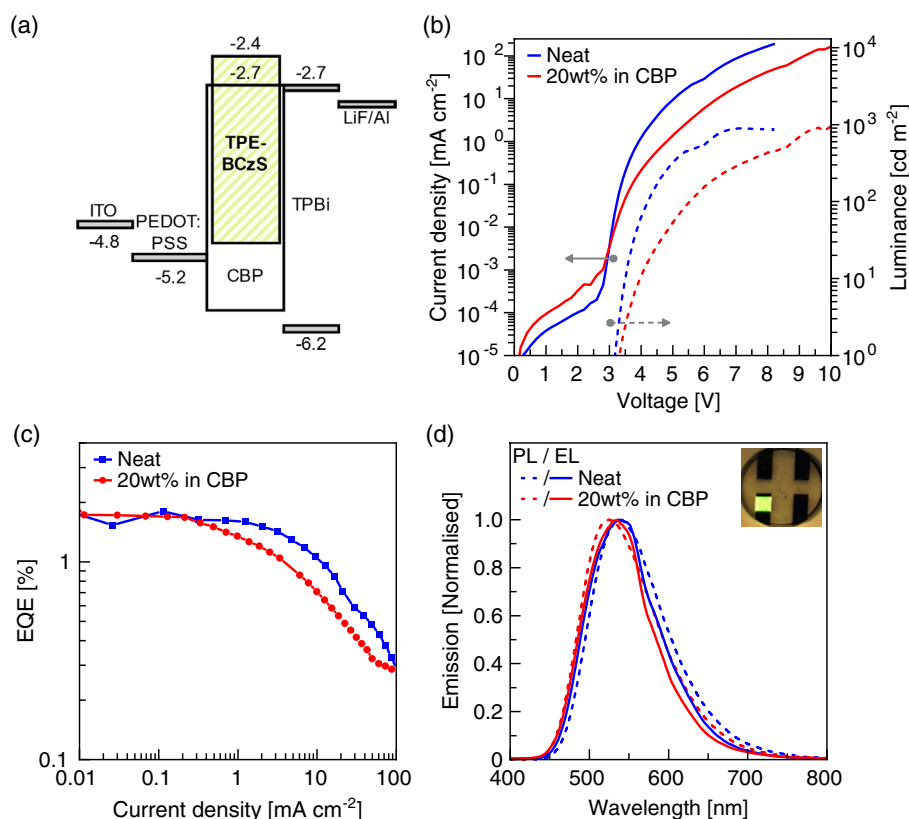 (a)
-2.4
-2.7
-2.7
LiF/Al
TPE-
BCzS
TPBi
ITO
PEDOT:
-4.8
PSS
-5.2
CBP
-6.2
(b)
Neat
20wt% in CBP
10² 10¹ 10⁰ 10⁻¹ 10⁻² 10⁻³ 10⁻⁴ 10⁻⁵
Current density [mA cm⁻²]
10⁴ 10³ 10² 10¹ 10⁰
Luminance [cd m⁻²]
0 1 2 3 4 5 6 7 8 9 10
Voltage [V]
(c)
Neat
20wt% in CBP
1
0.1
EQE [%]
0.01 0.1 1 10 100
Current density [mA cm⁻²]
(d)
PL / EL
/ Neat
/ 20wt% in CBP
1.0
0.8
0.6
0.4
0.2
0
Emission [Normalised]
400 500 600 700 800
Wavelength [nm]